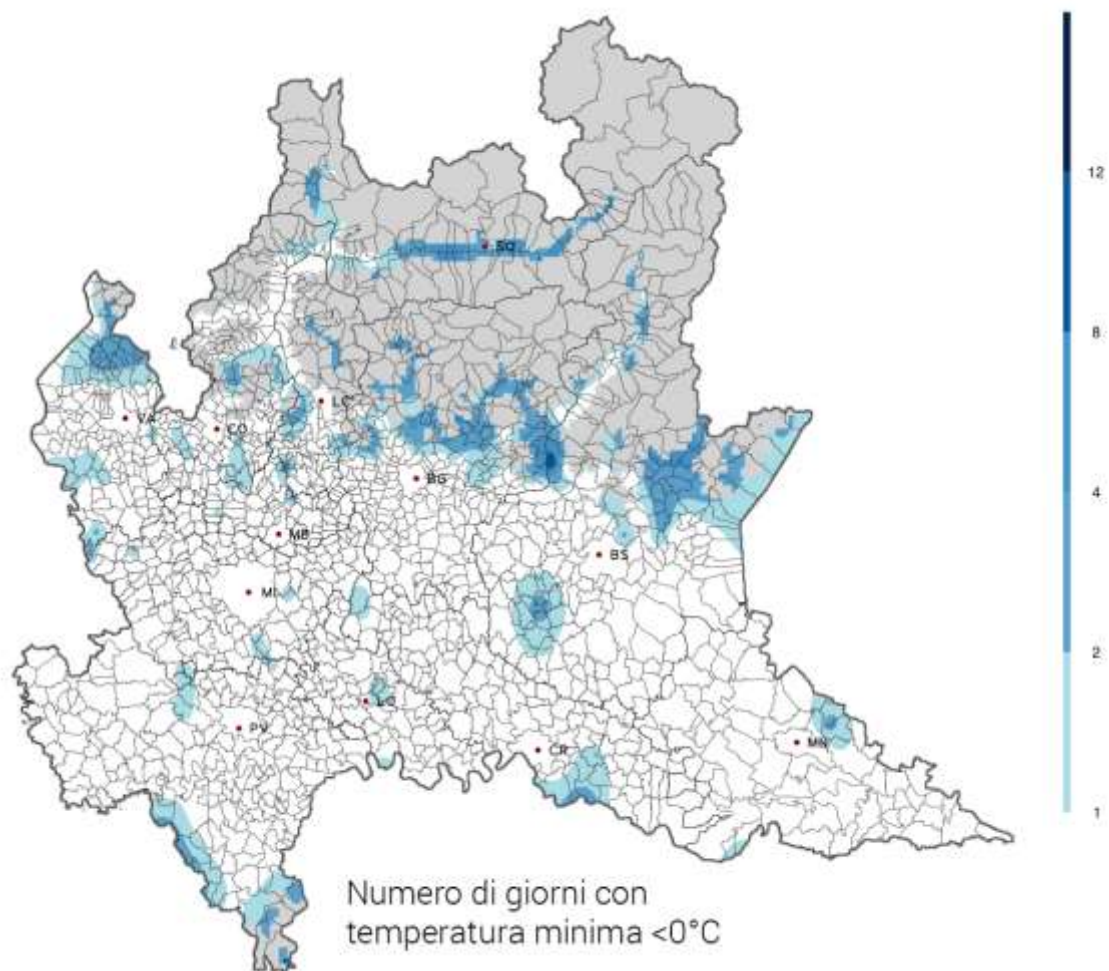 12
SO
8
LC
VA
CO
BG
4
MB
BS
MI
2
LO
PV
CR
MN
1
Numero di giorni con
temperatura minima <0°C